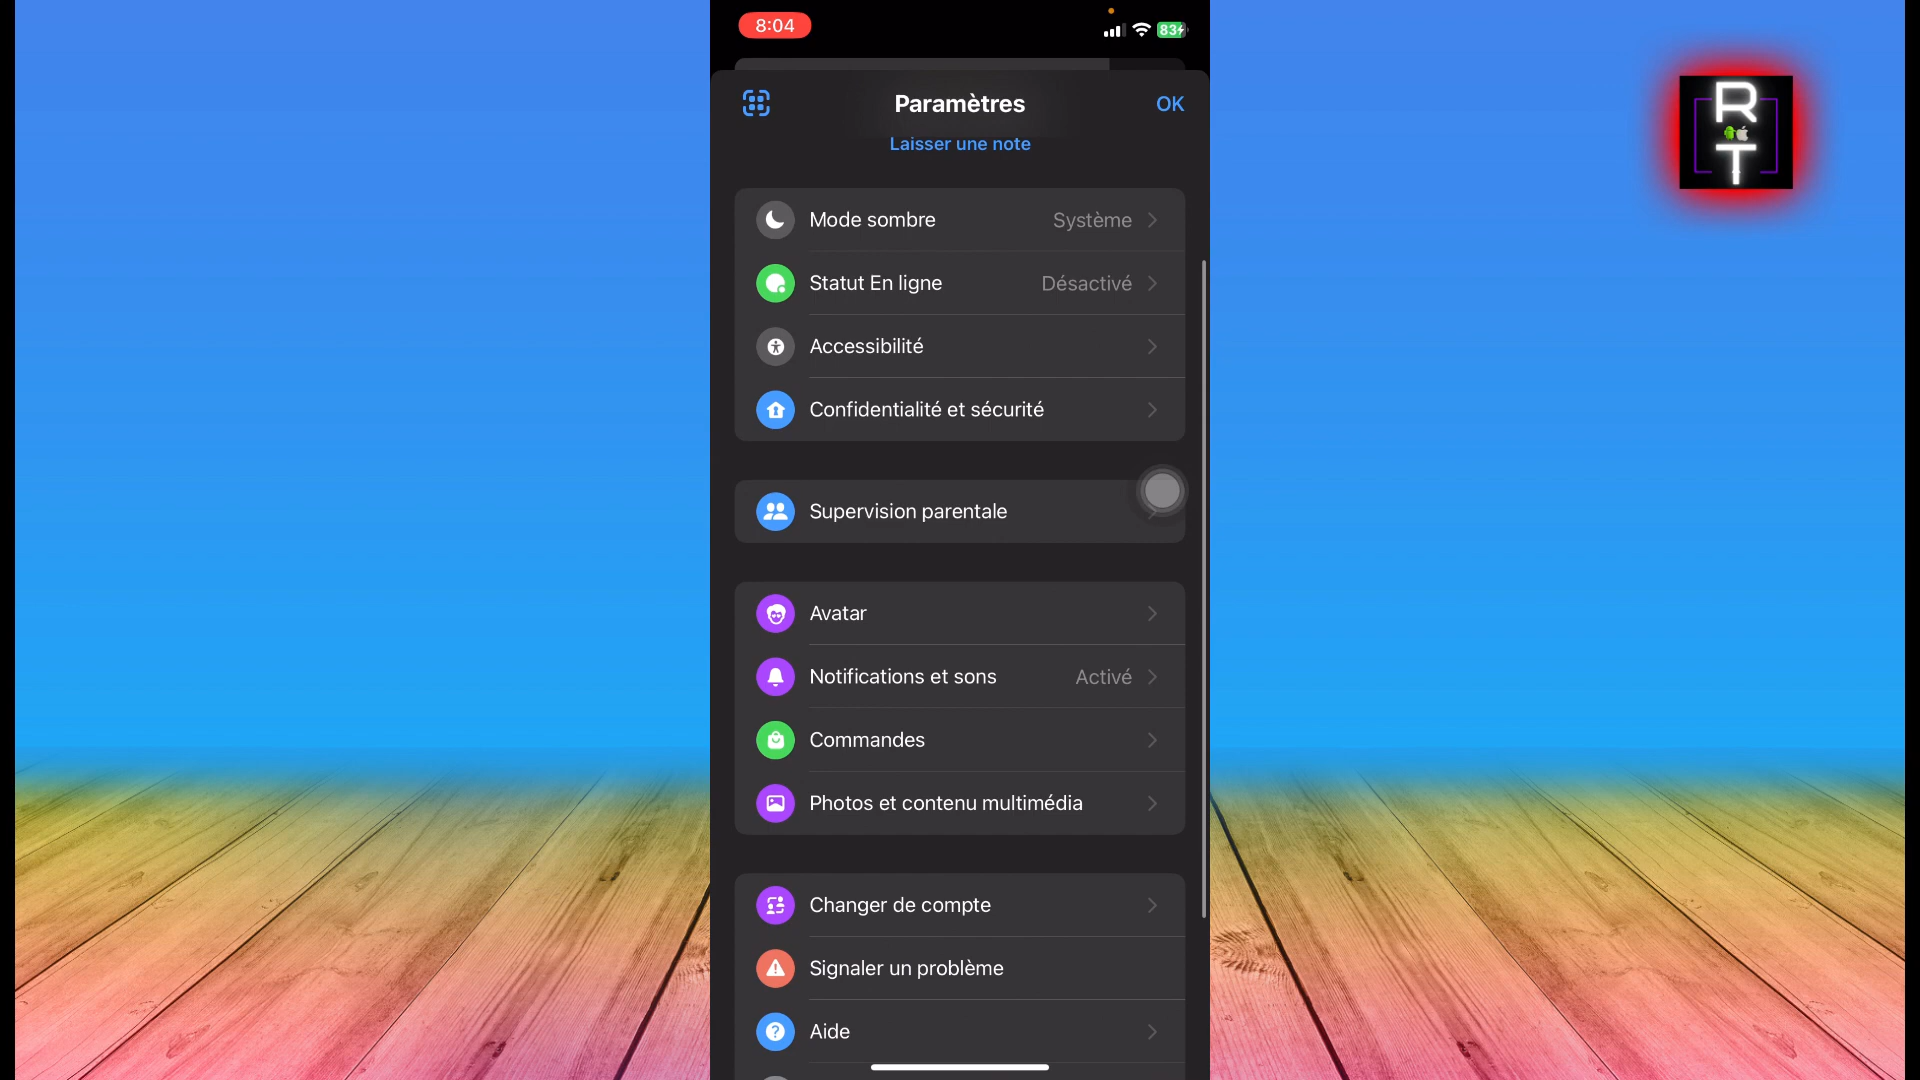 8:04
83
Paramètres
OK
Laisser une note
Mode sombre
Système
Statut En ligne
Désactivé
Accessibilité
Confidentialité et sécurité
Supervision parentale
Avatar
Notifications et sons
Activé
Commandes
Photos et contenu multimédia
Changer de compte
Signaler un problème
Aide
R
T